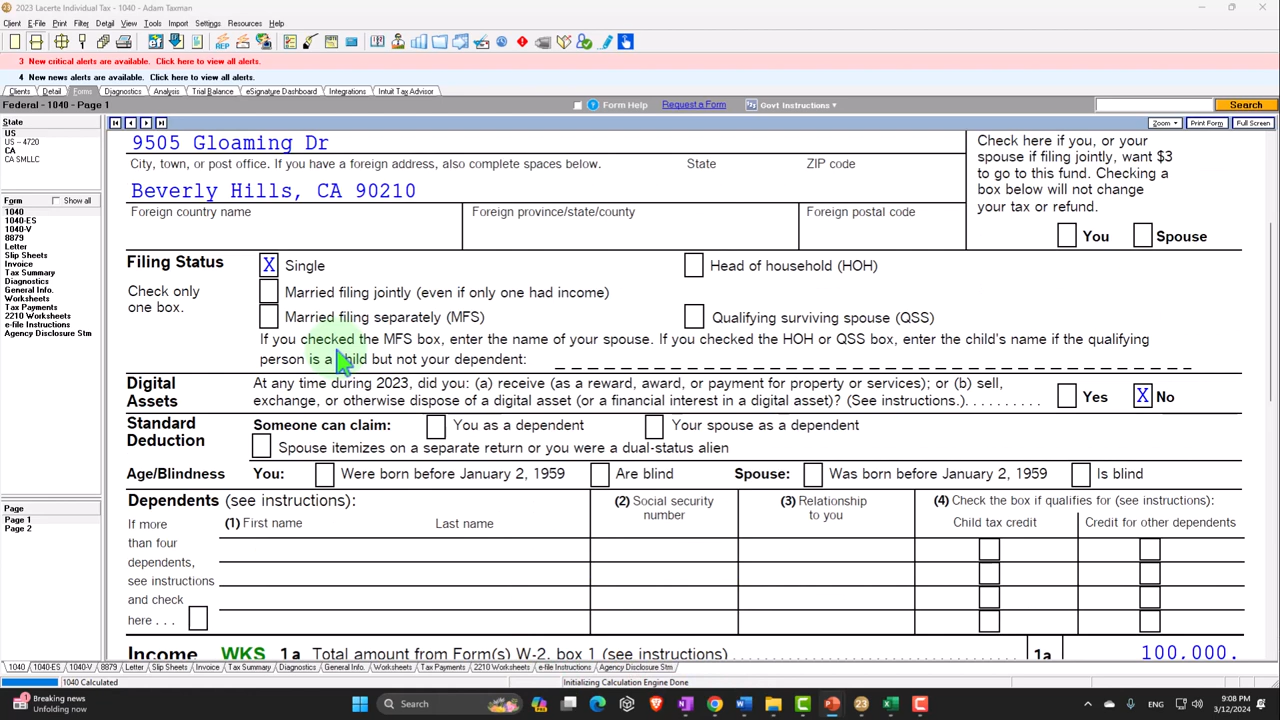 2023 Lacerte Individual Tax - 1040 - Adam Taxman
Client E-File Print Filter Detail View Tools Import Settings Resources Help
REP
3 New critical alerts are available. Click here to view all alerts.
4 New news alerts are available. Click here to view all alerts.
Clients Detail Forms Diagnostics Analysis Trial Balance eSignature Dashboard Integrations Intuit Tax Advisor
Federal - 1040 - Page 1
Form Help Request a Form Govt Instructions Search
Zoom Print Form Full Screen
State
US
US -- 4720
CA
CA SMLLC
Form Show all
1040
1040-ES
1040-V
8879
Letter
Slip Sheets
Invoice
Tax Summary
Diagnostics
General Info.
Worksheets
Tax Payments
2210 Worksheets
e-file Instructions
Agency Disclosure Stm
Page
Page 1
Page 2
9505 Gloaming Dr
City, town, or post office. If you have a foreign address, also complete spaces below. State ZIP code
Beverly Hills, CA 90210
Foreign country name Foreign province/state/county Foreign postal code
Check here if you, or your
spouse if filing jointly, want $3
to go to this fund. Checking a
box below will not change
your tax or refund.
You Spouse
Filing Status X Single Head of household (HOH)
Check only
one box.
Married filing jointly (even if only one had income)
Married filing separately (MFS) Qualifying surviving spouse (QSS)
If you checked the MFS box, enter the name of your spouse. If you checked the HOH or QSS box, enter the child's name if the qualifying
person is a child but not your dependent:
Digital
Assets
At any time during 2023, did you: (a) receive (as a reward, award, or payment for property or services); or (b) sell,
exchange, or otherwise dispose of a digital asset (or a financial interest in a digital asset)? (See instructions.) . . . . . . . . . . Yes X No
Standard
Deduction
Someone can claim: You as a dependent Your spouse as a dependent
Spouse itemizes on a separate return or you were a dual-status alien
Age/Blindness You: Were born before January 2, 1959 Are blind Spouse: Was born before January 2, 1959 Is blind
Dependents (see instructions):
(2) Social security
number
(3) Relationship
to you
(4) Check the box if qualifies for (see instructions):
If more
than four
dependents,
see instructions
and check
here . . .
(1) First name Last name
Child tax credit Credit for other dependents
Income WKS 1a Total amount from Form(s) W-2, box 1 (see instructions) 1a 100,000.
1040 1040-ES 1040-V 8879 Letter Slip Sheets Invoice Tax Summary Diagnostics General Info. Worksheets Tax Payments 2210 Worksheets e-file Instructions Agency Disclosure Stm
1040 Calculated Initializing Calculation Engine Done
Breaking news
Unfolding now
Search
23
ENG
9:08 PM
3/12/2024